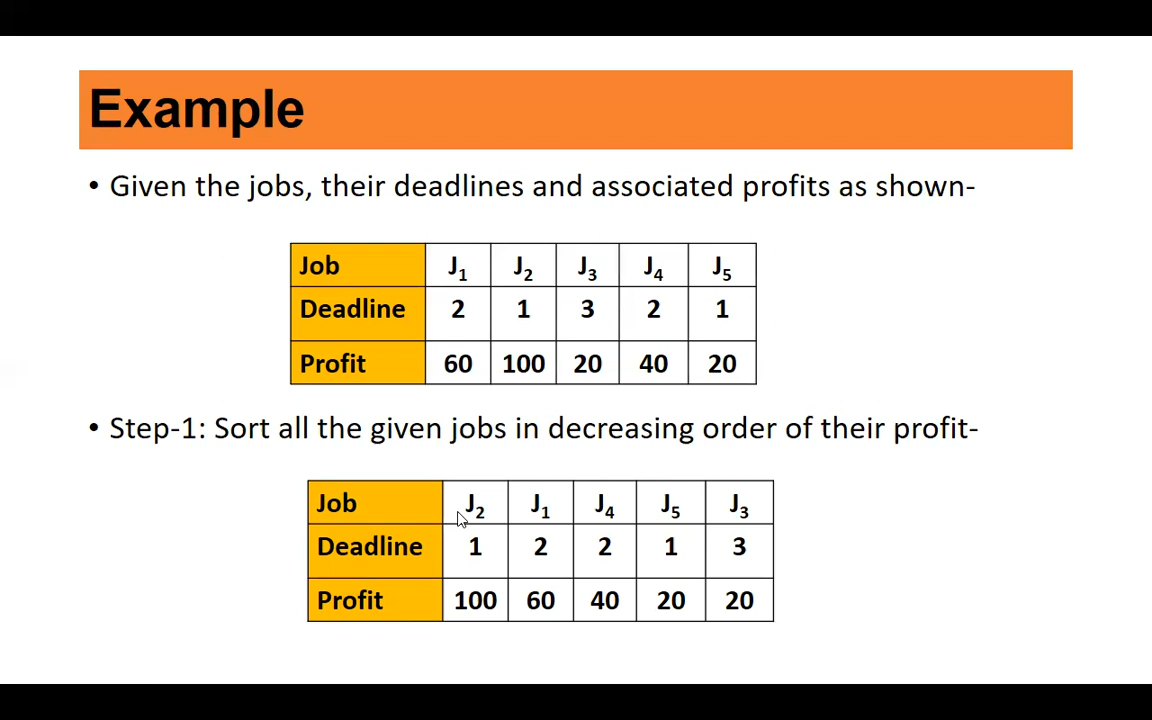 Example
• Given the jobs, their deadlines and associated profits as shown-
Job J₁ J₂ J₃ J₄ J₅
Deadline 2 1 3 2 1
Profit 60 100 20 40 20
• Step-1: Sort all the given jobs in decreasing order of their profit-
Job J₂ J₁ J₄ J₅ J₃
Deadline 1 2 2 1 3
Profit 100 60 40 20 20